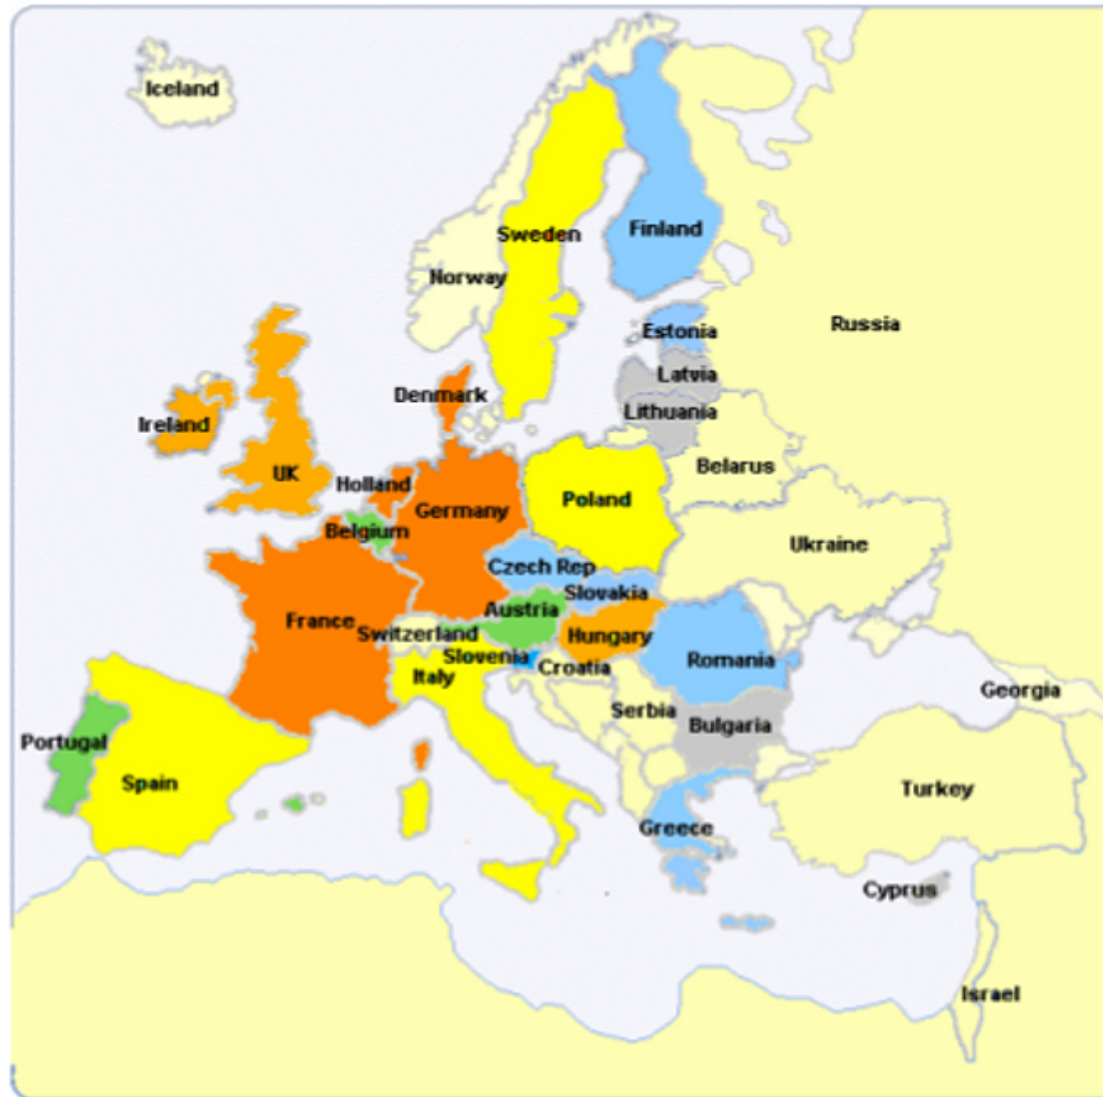 Iceland
Finland
Sweden
Norway
Russia
Estonia
Latvia
Denmark
Lithuania
Ireland
Belarus
UK
Holland
Poland
Germany
Belgium
Ukraine
Czech Rep
Slovakia
Austria
France
Switzerland
Hungary
Slovenia
Romania
Croatia
Italy
Georgia
Serbia
Bulgaria
Portugal
Spain
Turkey
Greece
Cyprus
Israel